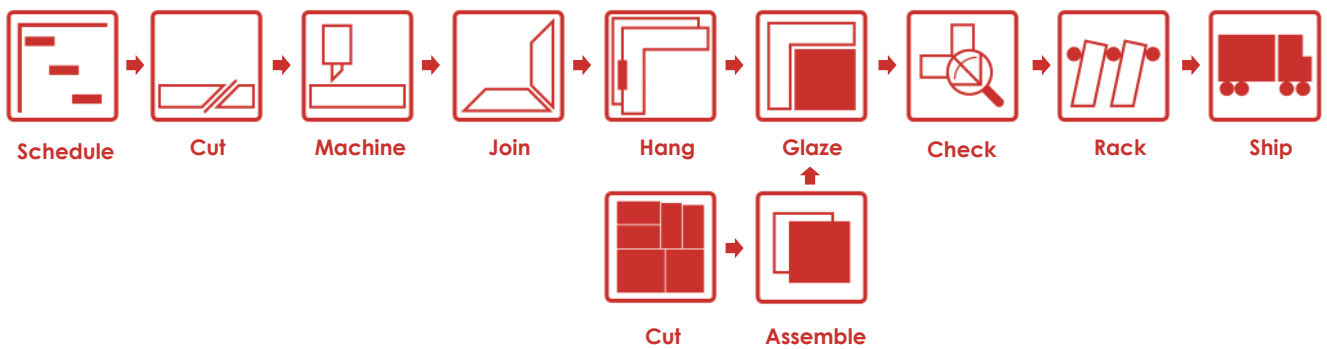 Schedule
Cut
Machine
Join
Hang
Glaze
Check
Rack
Ship
Cut
Assemble